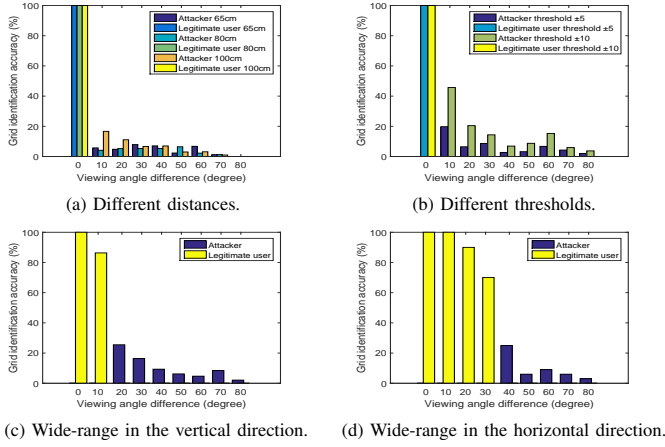 100
80
60
40
20
0
Grid identification accuracy (%)
Attacker 65cm
Legitimate user 65cm
Attacker 80cm
Legitimate user 80cm
Attacker 100cm
Legitimate user 100cm
0 10 20 30 40 50 60 70 80
Viewing angle difference (degree)
(a) Different distances.
100
80
60
40
20
0
Grid identification accuracy (%)
Attacker threshold ±5
Legitimate user threshold ±5
Attacker threshold ±10
Legitimate user threshold ±10
0 10 20 30 40 50 60 70 80
Viewing angle difference (degree)
(b) Different thresholds.
100
80
60
40
20
0
Grid identification accuracy (%)
Attacker
Legitimate user
0 10 20 30 40 50 60 70 80
Viewing angle difference (degree)
(c) Wide-range in the vertical direction.
100
80
60
40
20
0
Grid identification accuracy (%)
Attacker
Legitimate user
0 10 20 30 40 50 60 70 80
Viewing angle difference (degree)
(d) Wide-range in the horizontal direction.